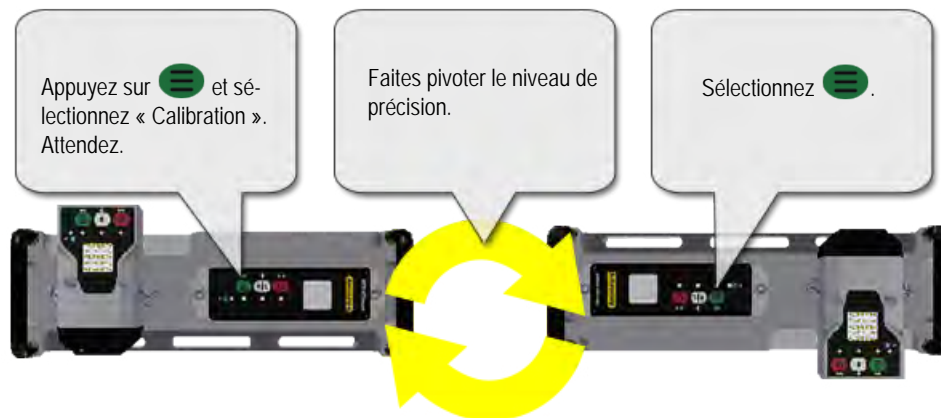 Appuyez sur et sé-
lectionnez « Calibration ».
Attendez.
Faites pivoter le niveau de
précision.
Sélectionnez .